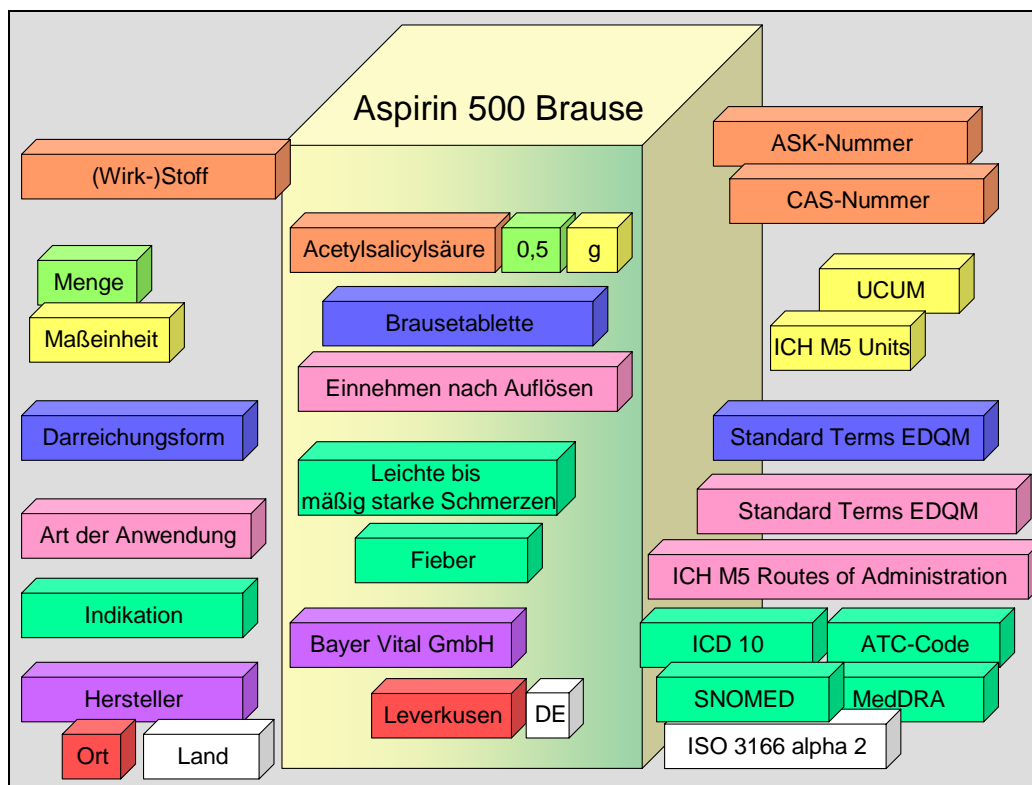 Aspirin 500 Brause
(Wirk-)Stoff
Menge
Maßeinheit
Darreichungsform
Art der Anwendung
Indikation
Hersteller
Ort
Land
Acetylsalicylsäure
0,5
g
Brausetablette
Einnehmen nach Auflösen
Leichte bis
mäßig starke Schmerzen
Fieber
Bayer Vital GmbH
Leverkusen
DE
ASK-Nummer
CAS-Nummer
UCUM
ICH M5 Units
Standard Terms EDQM
Standard Terms EDQM
ICH M5 Routes of Administration
ICD 10
ATC-Code
SNOMED
MedDRA
ISO 3166 alpha 2